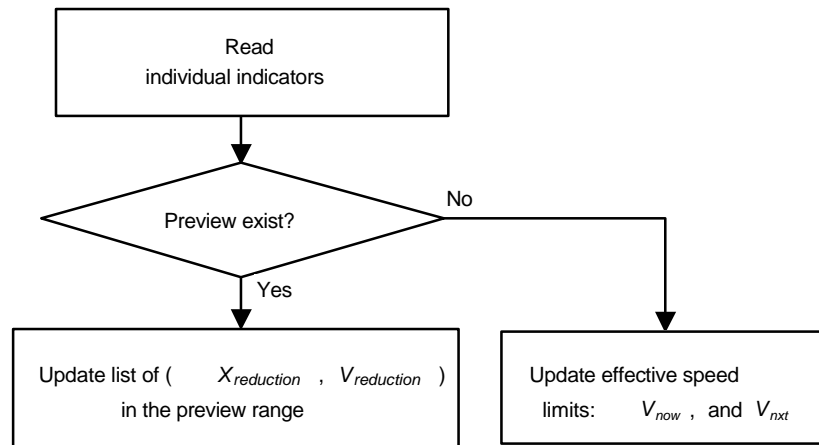 Read
individual indicators
Preview exist?
No
Yes
Update list of ( X_reduction , V_reduction )
in the preview range
Update effective speed
limits: V_now , and V_nxt